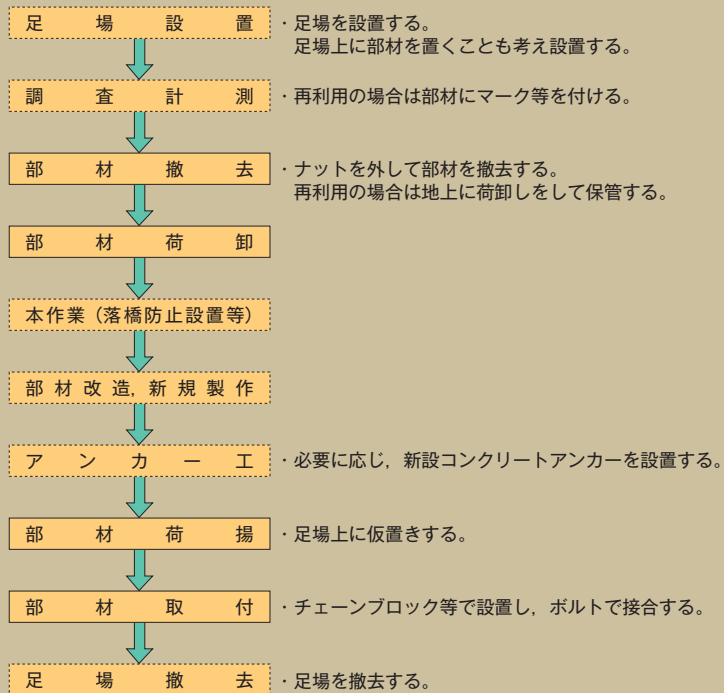 足場設置
・足場を設置する。
足場上に部材を置くことも考え設置する。
調査計測
・再利用の場合は部材にマーク等を付ける。
部材撤去
・ナットを外して部材を撤去する。
再利用の場合は地上に荷卸しをして保管する。
部材荷卸
本作業（落橋防止設置等）
部材改造，新規製作
アンカー工
・必要に応じ，新設コンクリートアンカーを設置する。
部材荷揚
・足場上に仮置きする。
部材取付
・チェーンブロック等で設置し，ボルトで接合する。
足場撤去
・足場を撤去する。